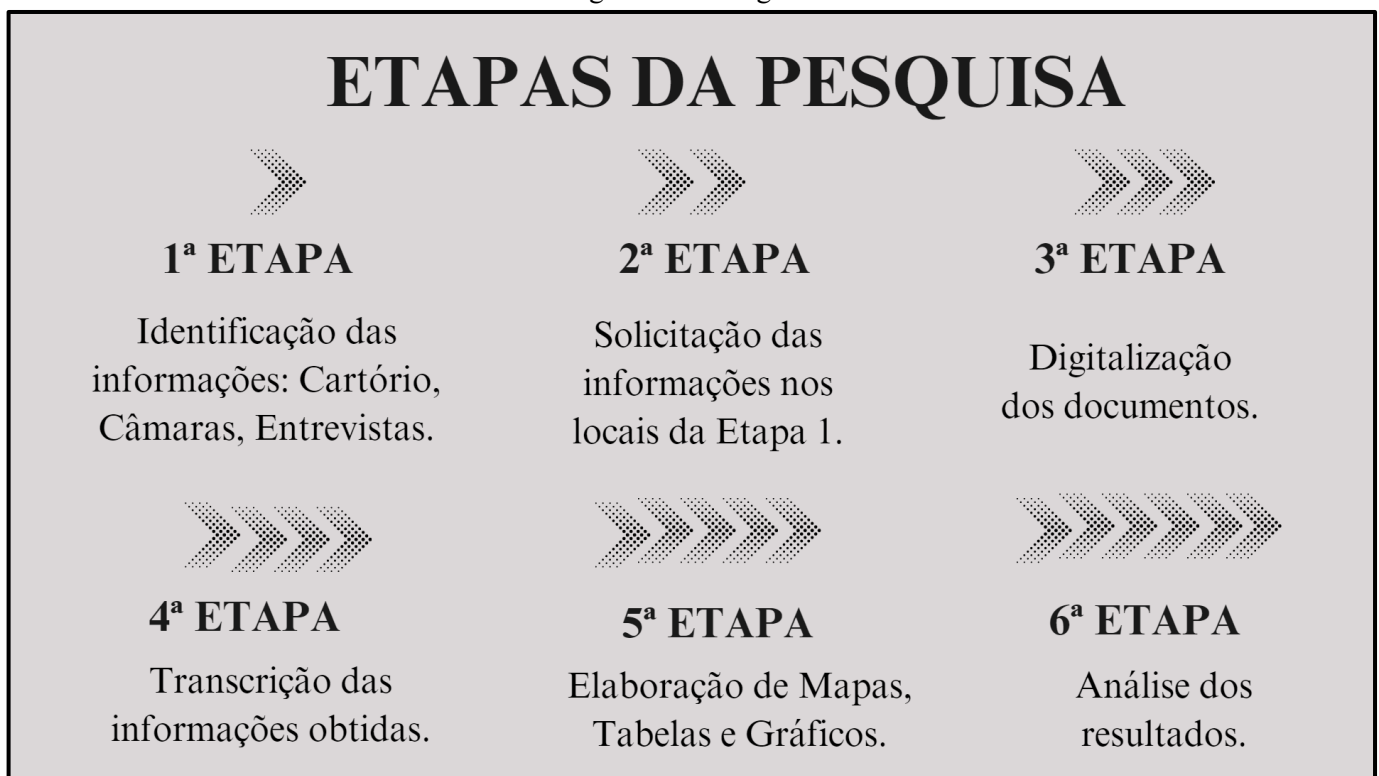 ETAPAS DA PESQUISA
1ª ETAPA
Identificação das
informações: Cartório,
Câmaras, Entrevistas.
2ª ETAPA
Solicitação das
informações nos
locais da Etapa 1.
3ª ETAPA
Digitalização
dos documentos.
4ª ETAPA
Transcrição das
informações obtidas.
5ª ETAPA
Elaboração de Mapas,
Tabelas e Gráficos.
6ª ETAPA
Análise dos
resultados.